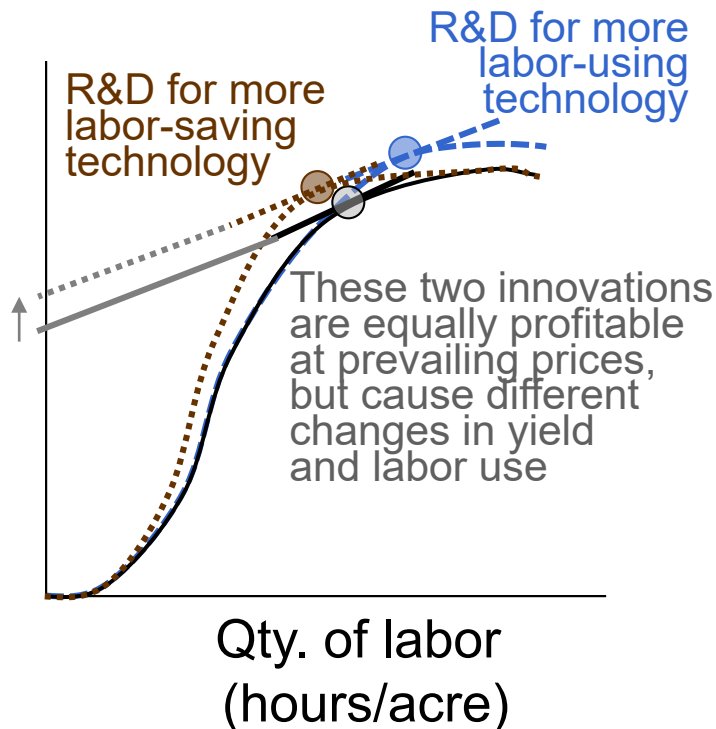 R&D for more
labor-using
technology
R&D for more
labor-saving
technology
These two innovations
are equally profitable
at prevailing prices,
but cause different
changes in yield
and labor use
Qty. of labor
(hours/acre)